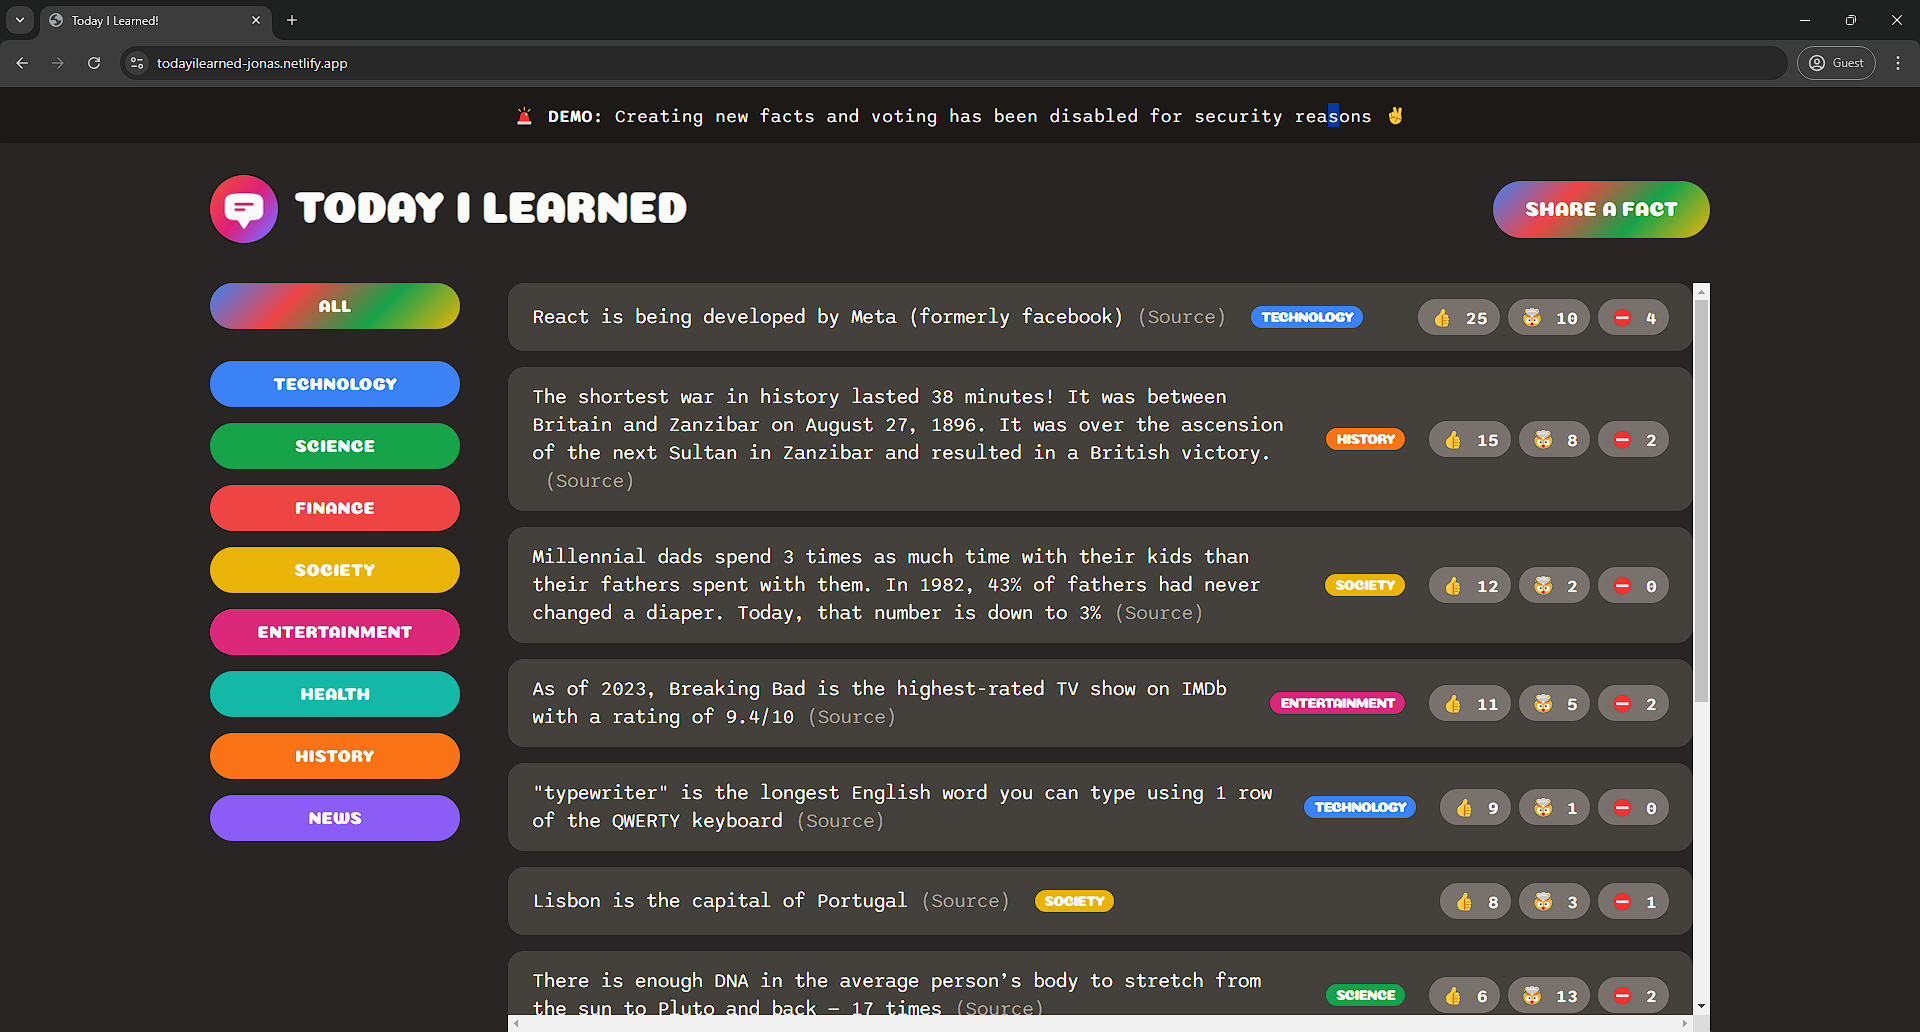 Today I Learned!
todayilearned-jonas.netlify.app
Guest
🚨 DEMO: Creating new facts and voting has been disabled for security reasons ✌️
TODAY I LEARNED
SHARE A FACT
ALL
TECHNOLOGY
SCIENCE
FINANCE
SOCIETY
ENTERTAINMENT
HEALTH
HISTORY
NEWS
React is being developed by Meta (formerly facebook) (Source) TECHNOLOGY 👍 25 🤯 10 ⛔ 4
The shortest war in history lasted 38 minutes! It was between
Britain and Zanzibar on August 27, 1896. It was over the ascension
of the next Sultan in Zanzibar and resulted in a British victory.
(Source)
HISTORY 👍 15 🤯 8 ⛔ 2
Millennial dads spend 3 times as much time with their kids than
their fathers spent with them. In 1982, 43% of fathers had never
changed a diaper. Today, that number is down to 3% (Source)
SOCIETY 👍 12 🤯 2 ⛔ 0
As of 2023, Breaking Bad is the highest-rated TV show on IMDb
with a rating of 9.4/10 (Source)
ENTERTAINMENT 👍 11 🤯 5 ⛔ 2
"typewriter" is the longest English word you can type using 1 row
of the QWERTY keyboard (Source)
TECHNOLOGY 👍 9 🤯 1 ⛔ 0
Lisbon is the capital of Portugal (Source) SOCIETY 👍 8 🤯 3 ⛔ 1
There is enough DNA in the average person’s body to stretch from
the sun to Pluto and back — 17 times (Source)
SCIENCE 👍 6 🤯 13 ⛔ 2